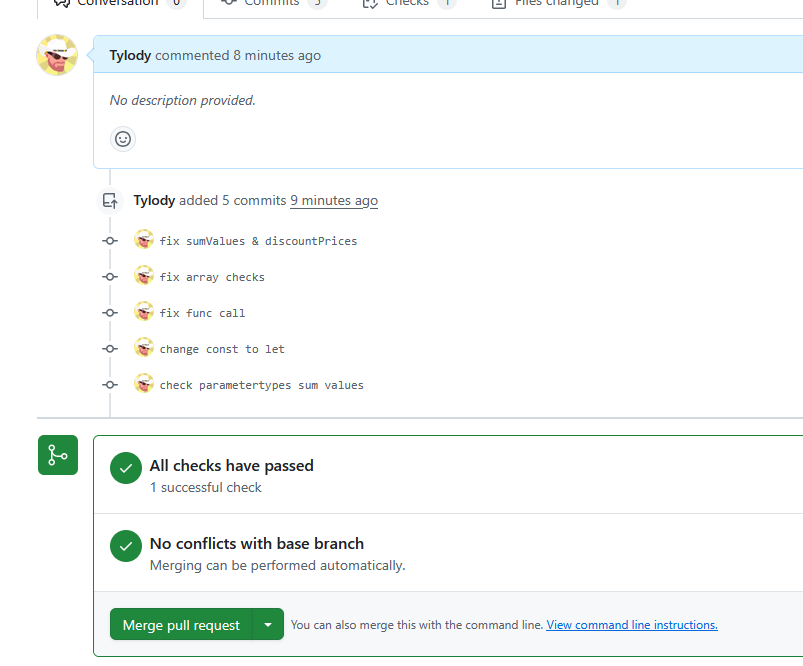 Conversation 0 Commits 5 Checks 1 Files changed 1
Tylody commented 8 minutes ago
No description provided.
Tylody added 5 commits 9 minutes ago
fix sumValues & discountPrices
fix array checks
fix func call
change const to let
check parametertypes sum values
All checks have passed
1 successful check
No conflicts with base branch
Merging can be performed automatically.
Merge pull request You can also merge this with the command line. View command line instructions.